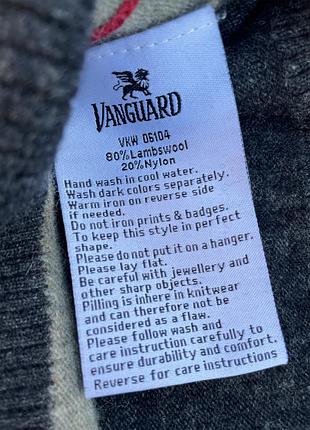 VANGUARD
VKW 06104
80%Lambswool
20%Nylon
Hand wash in cool water.
Wash dark colors separately.
Warm iron on reverse side
if needed.
Do not iron prints & badges.
To keep this style in perfect
shape.
Please do not put it on a hanger.
Please lay flat.
Be careful with jewellery and
other sharp objects.
Pilling is inhere in knitwear
and can therefore not be
considered as a flaw.
Please follow wash and
care instruction carefully to
ensure durability and comfort.
Reverse for care instructions